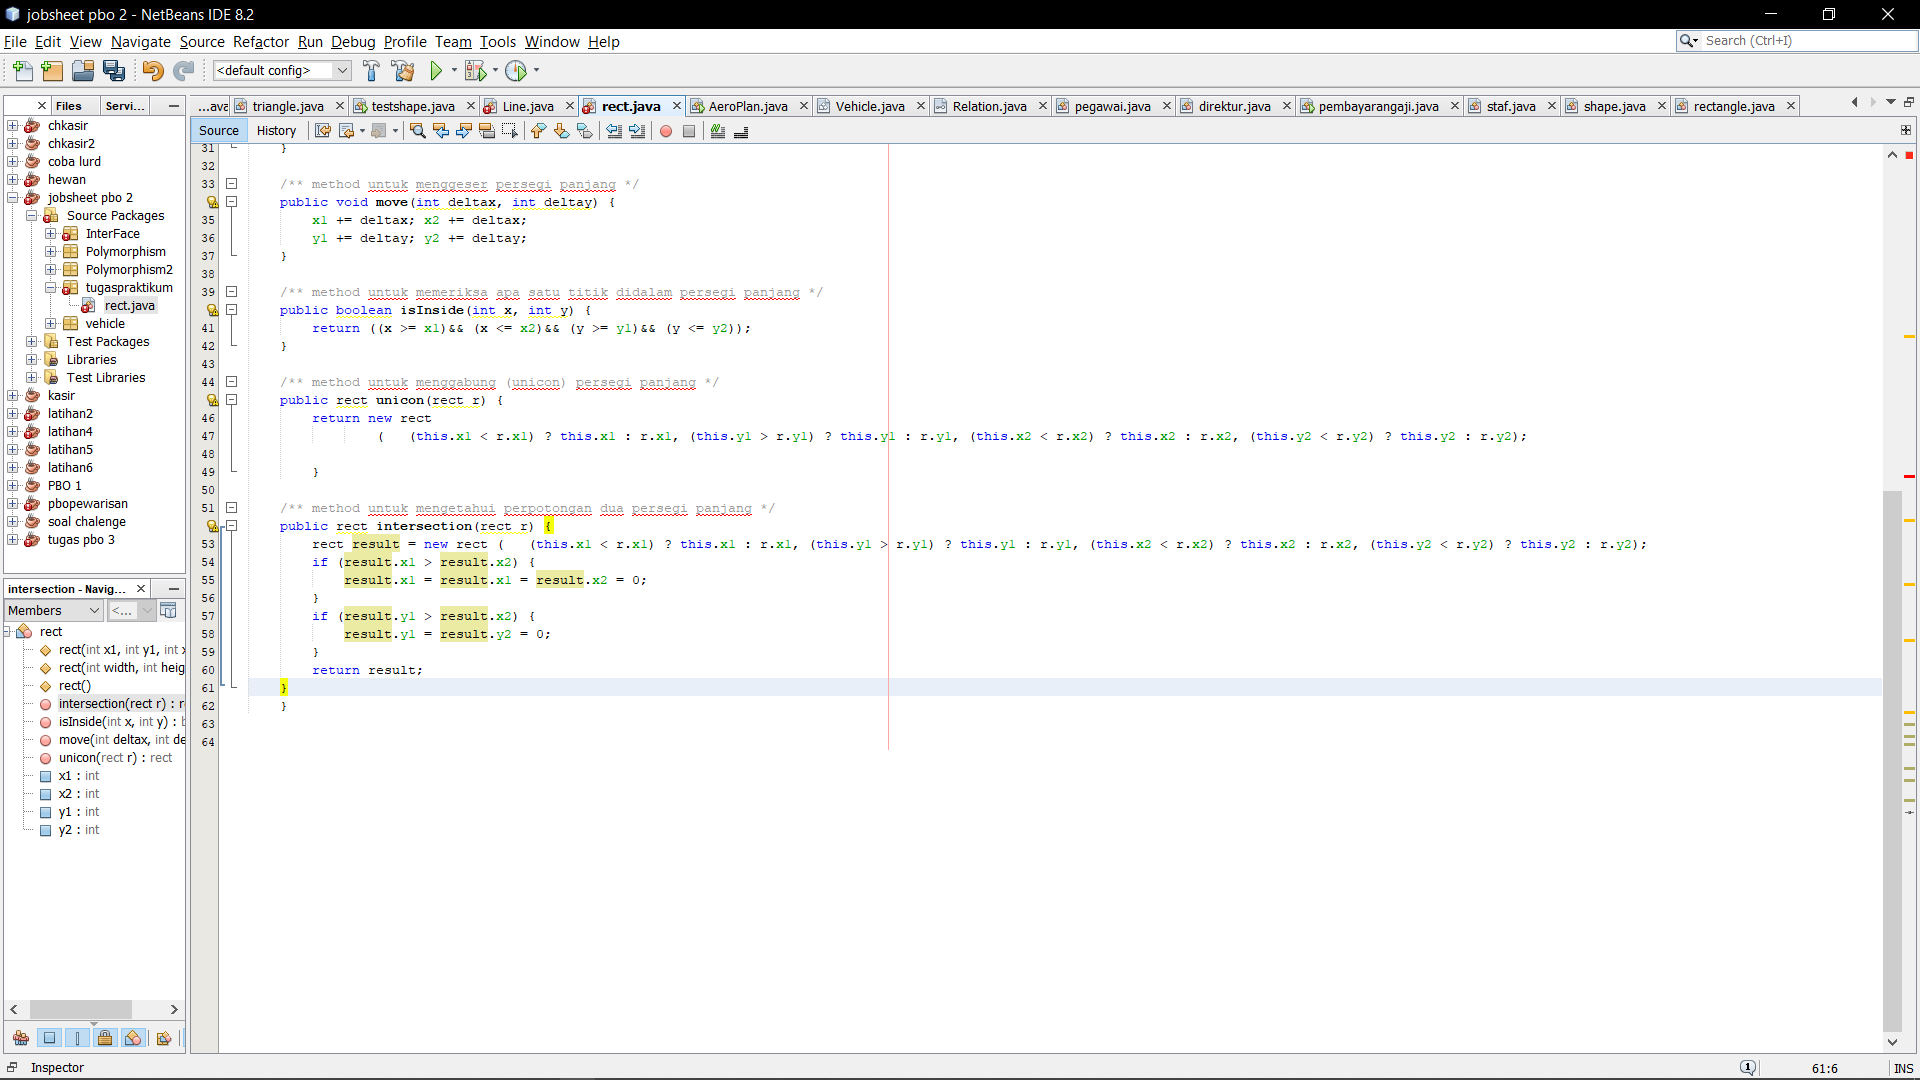 jobsheet pbo 2 - NetBeans IDE 8.2
File Edit View Navigate Source Refactor Run Debug Profile Team Tools Window Help
Search (Ctrl+I)
<default config>
Files Servi...
...ava triangle.java testshape.java Line.java rect.java AeroPlan.java Vehicle.java Relation.java pegawai.java direktur.java pembayarangaji.java staf.java shape.java rectangle.java
Source History
chkasir
chkasir2
coba lurd
hewan
jobsheet pbo 2
Source Packages
InterFace
Polymorphism
Polymorphism2
tugaspraktikum
rect.java
vehicle
Test Packages
Libraries
Test Libraries
kasir
latihan2
latihan4
latihan5
latihan6
PBO 1
pbopewarisan
soal chalenge
tugas pbo 3
intersection - Navig...
Members <...
rect
rect(int x1, int y1, int x
rect(int width, int heig
rect()
intersection(rect r) : r
isInside(int x, int y) : b
move(int deltax, int de
unicon(rect r) : rect
x1 : int
x2 : int
y1 : int
y2 : int
31 }
32
33 /** method untuk menggeser persegi panjang */
public void move(int deltax, int deltay) {
35 x1 += deltax; x2 += deltax;
36 y1 += deltay; y2 += deltay;
37 }
38
39 /** method untuk memeriksa apa satu titik didalam persegi panjang */
public boolean isInside(int x, int y) {
41 return ((x >= x1)&& (x <= x2)&& (y >= y1)&& (y <= y2));
42 }
43
44 /** method untuk menggabung (unicon) persegi panjang */
public rect unicon(rect r) {
46 return new rect
47 ( (this.x1 < r.x1) ? this.x1 : r.x1, (this.y1 > r.y1) ? this.y1 : r.y1, (this.x2 < r.x2) ? this.x2 : r.x2, (this.y2 < r.y2) ? this.y2 : r.y2);
48
49 }
50
51 /** method untuk mengetahui perpotongan dua persegi panjang */
public rect intersection(rect r) {
53 rect result = new rect ( (this.x1 < r.x1) ? this.x1 : r.x1, (this.y1 > r.y1) ? this.y1 : r.y1, (this.x2 < r.x2) ? this.x2 : r.x2, (this.y2 < r.y2) ? this.y2 : r.y2);
54 if (result.x1 > result.x2) {
55 result.x1 = result.x1 = result.x2 = 0;
56 }
57 if (result.y1 > result.x2) {
58 result.y1 = result.y2 = 0;
59 }
60 return result;
61 }
62 }
63
64
Inspector
1
61:6
INS